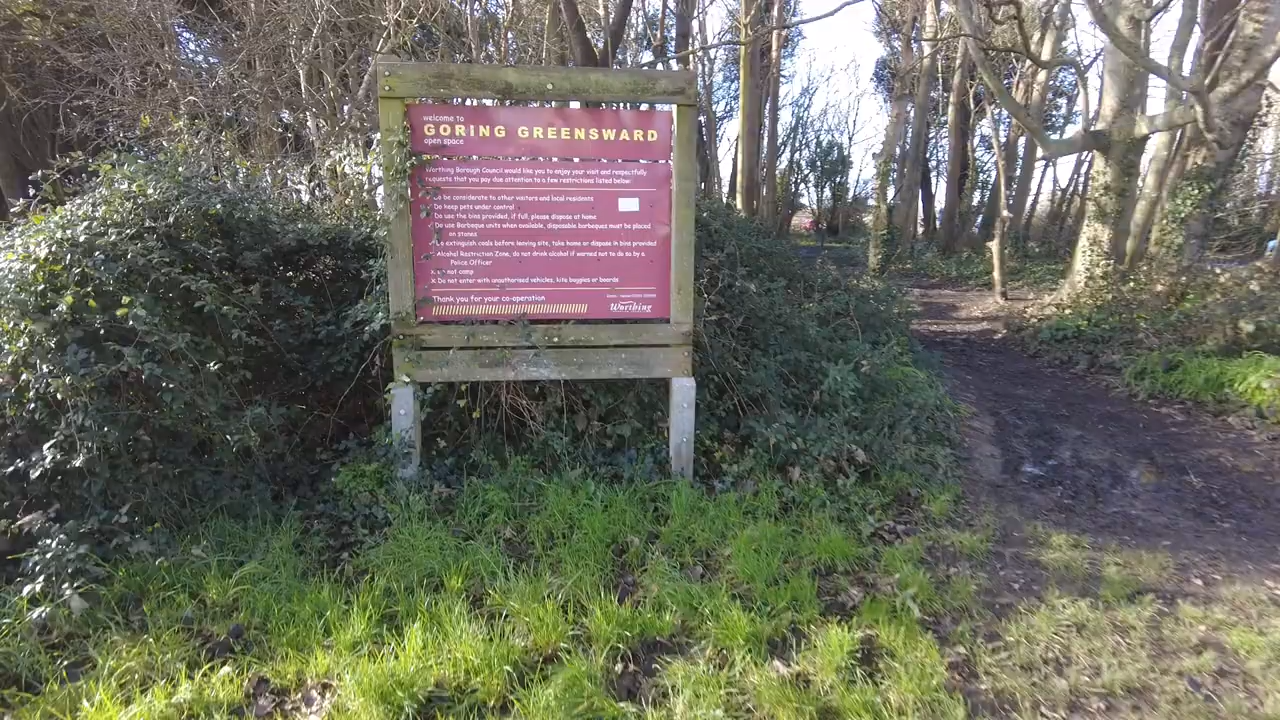 welcome to
GORING GREENSWARD
open space
Worthing Borough Council would like you to enjoy your visit and respectfully
requests that you pay due attention to a few restrictions listed below:
Do be considerate to other visitors and local residents
Do keep pets under control
Do use the bins provided, if full, please dispose at home
Do use Barbeque units when available, disposable barbeques must be placed
on stones
Do extinguish coals before leaving site, take home or dispose in bins provided
Alcohol Restriction Zone, do not drink alcohol if warned not to do so by a
Police Officer
x Do not camp
x Do not enter with unauthorised vehicles, kite buggies or boards
Thank you for your co-operation
Worthing